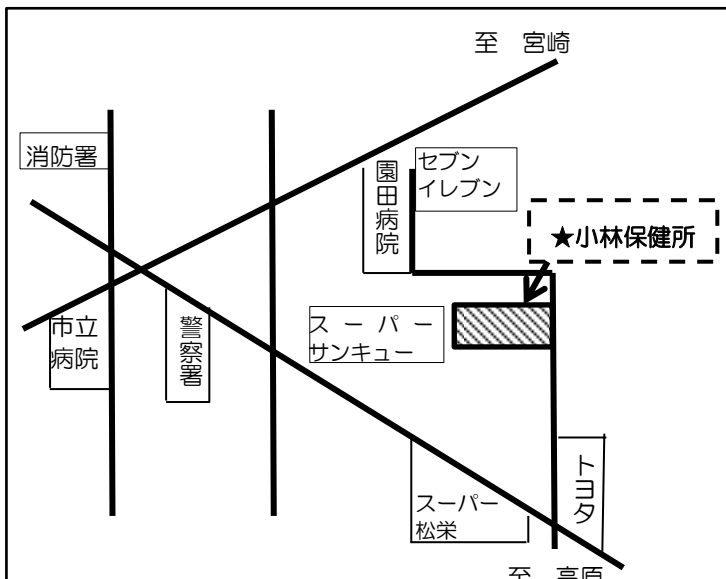 至　宮崎
消防署
園田病院
セブン
イレブン
★小林保健所
市立
病院
警察署
スーパー
サンキュー
スーパー
松栄
トヨタ
至　高原